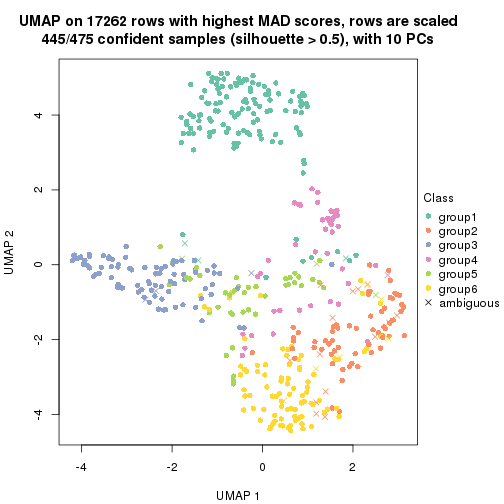 UMAP on 17262 rows with highest MAD scores, rows are scaled
445/475 confident samples (silhouette > 0.5), with 10 PCs
4
2
0
-2
-4
UMAP 2
-4
-2
0
2
UMAP 1
Class
group1
group2
group3
group4
group5
group6
ambiguous